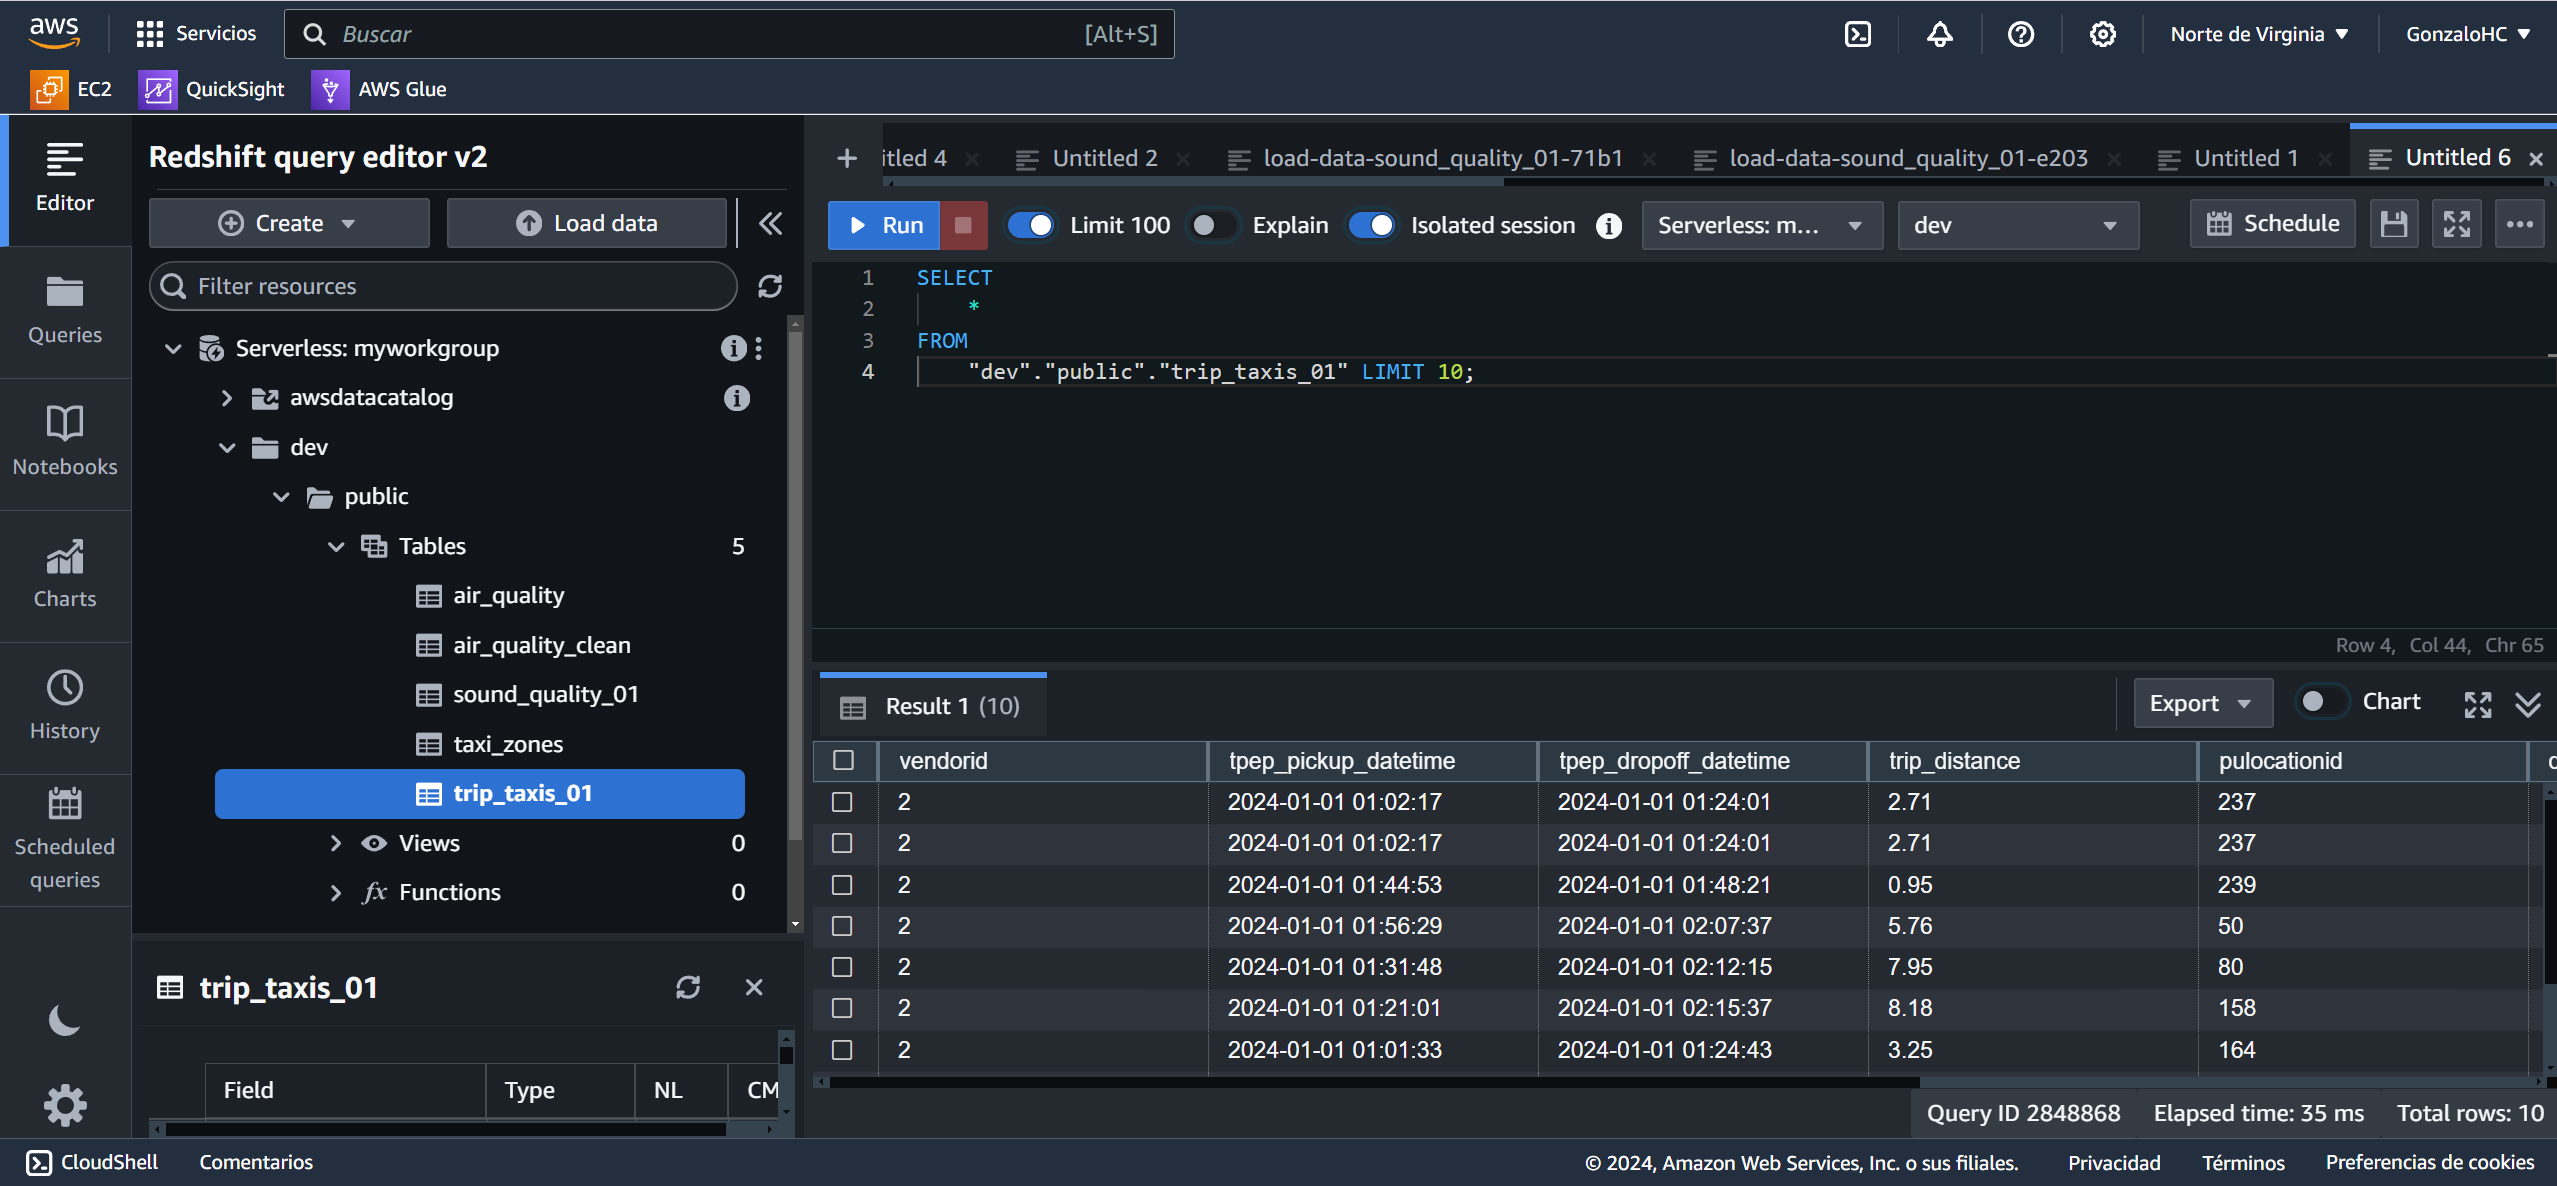 aws Servicios Buscar [Alt+S] Norte de Virginia GonzaloHC
EC2 QuickSight AWS Glue
Editor
Queries
Notebooks
Charts
History
Scheduled
queries
Redshift query editor v2
Create Load data
Filter resources
Serverless: myworkgroup
awsdatacatalog
dev
public
Tables 5
air_quality
air_quality_clean
sound_quality_01
taxi_zones
trip_taxis_01
Views 0
fx Functions 0
trip_taxis_01
Field Type NL CM
itled 4 Untitled 2 load-data-sound_quality_01-71b1 load-data-sound_quality_01-e203 Untitled 1 Untitled 6
Run Limit 100 Explain Isolated session Serverless: m... dev Schedule
1 SELECT
2 *
3 FROM
4 "dev"."public"."trip_taxis_01" LIMIT 10;
Row 4, Col 44, Chr 65
Result 1 (10) Export Chart
vendorid tpep_pickup_datetime tpep_dropoff_datetime trip_distance pulocationid
2 2024-01-01 01:02:17 2024-01-01 01:24:01 2.71 237
2 2024-01-01 01:02:17 2024-01-01 01:24:01 2.71 237
2 2024-01-01 01:44:53 2024-01-01 01:48:21 0.95 239
2 2024-01-01 01:56:29 2024-01-01 02:07:37 5.76 50
2 2024-01-01 01:31:48 2024-01-01 02:12:15 7.95 80
2 2024-01-01 01:21:01 2024-01-01 02:15:37 8.18 158
2 2024-01-01 01:01:33 2024-01-01 01:24:43 3.25 164
Query ID 2848868 Elapsed time: 35 ms Total rows: 10
CloudShell Comentarios © 2024, Amazon Web Services, Inc. o sus filiales. Privacidad Términos Preferencias de cookies